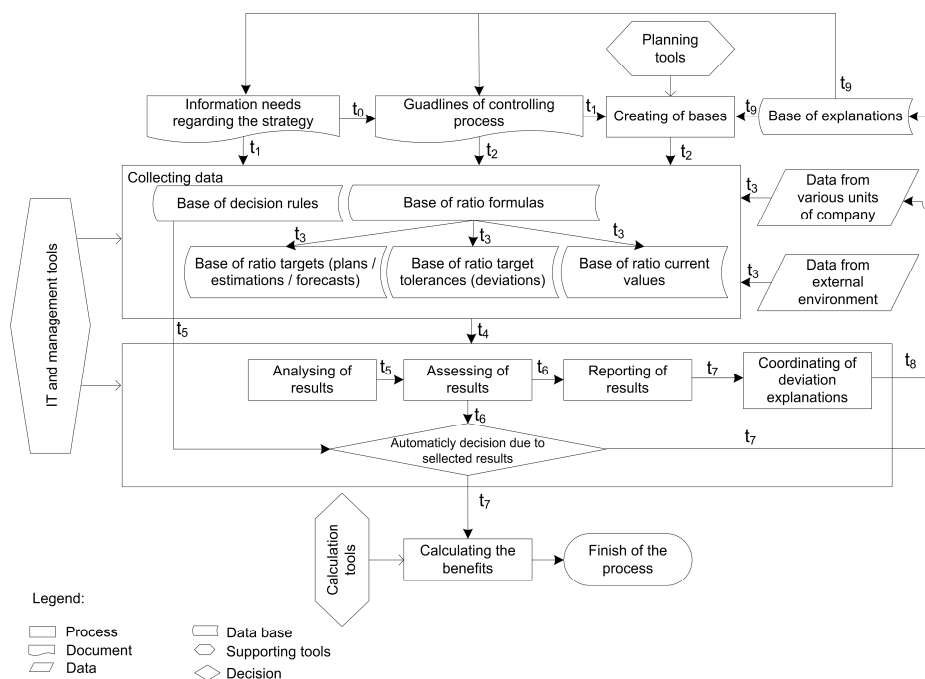 Planning
tools
t9
Information needs
regarding the strategy
t0
Guadlines of controlling
process
t1
Creating of bases
t9
Base of explanations
t1
t2
t2
Collecting data
Base of decision rules
Base of ratio formulas
t3
Data from
various units
of company
t3
t3
t3
Base of ratio targets (plans /
estimations / forecasts)
Base of ratio target
tolerances (deviations)
Base of ratio current
values
t3
Data from
external
environment
IT and management tools
t5
t4
Analysing of
results
t5
Assessing of
results
t6
Reporting of
results
t7
Coordinating of
deviation
explanations
t8
t6
Automaticly decision due to
sellected results
t7
t7
Calculation
tools
Calculating the
benefits
Finish of the
process
Legend:
Process
Document
Data
Data base
Supporting tools
Decision